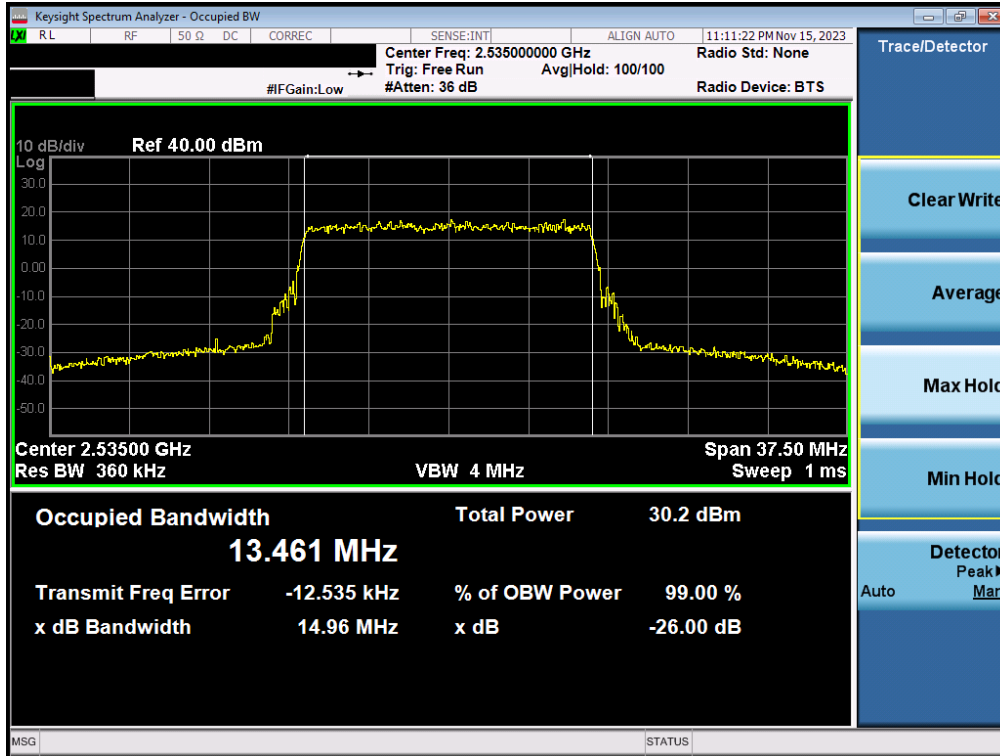 Keysight Spectrum Analyzer - Occupied BW
LXI RL RF 50 Ω DC CORREC SENSE:INT ALIGN AUTO 11:11:22 PM Nov 15, 2023
Center Freq: 2.535000000 GHz Radio Std: None
Trig: Free Run Avg|Hold: 100/100
#IFGain:Low #Atten: 36 dB Radio Device: BTS
Trace/Detector
10 dB/div Ref 40.00 dBm
Log
30.0
20.0
10.0
0.00
-10.0
-20.0
-30.0
-40.0
-50.0
Center 2.53500 GHz Span 37.50 MHz
Res BW 360 kHz VBW 4 MHz Sweep 1 ms
Occupied Bandwidth Total Power 30.2 dBm
13.461 MHz
Transmit Freq Error -12.535 kHz % of OBW Power 99.00 %
x dB Bandwidth 14.96 MHz x dB -26.00 dB
Clear Write
Average
Max Hold
Min Hold
Detector
Peak
Auto Man
MSG STATUS